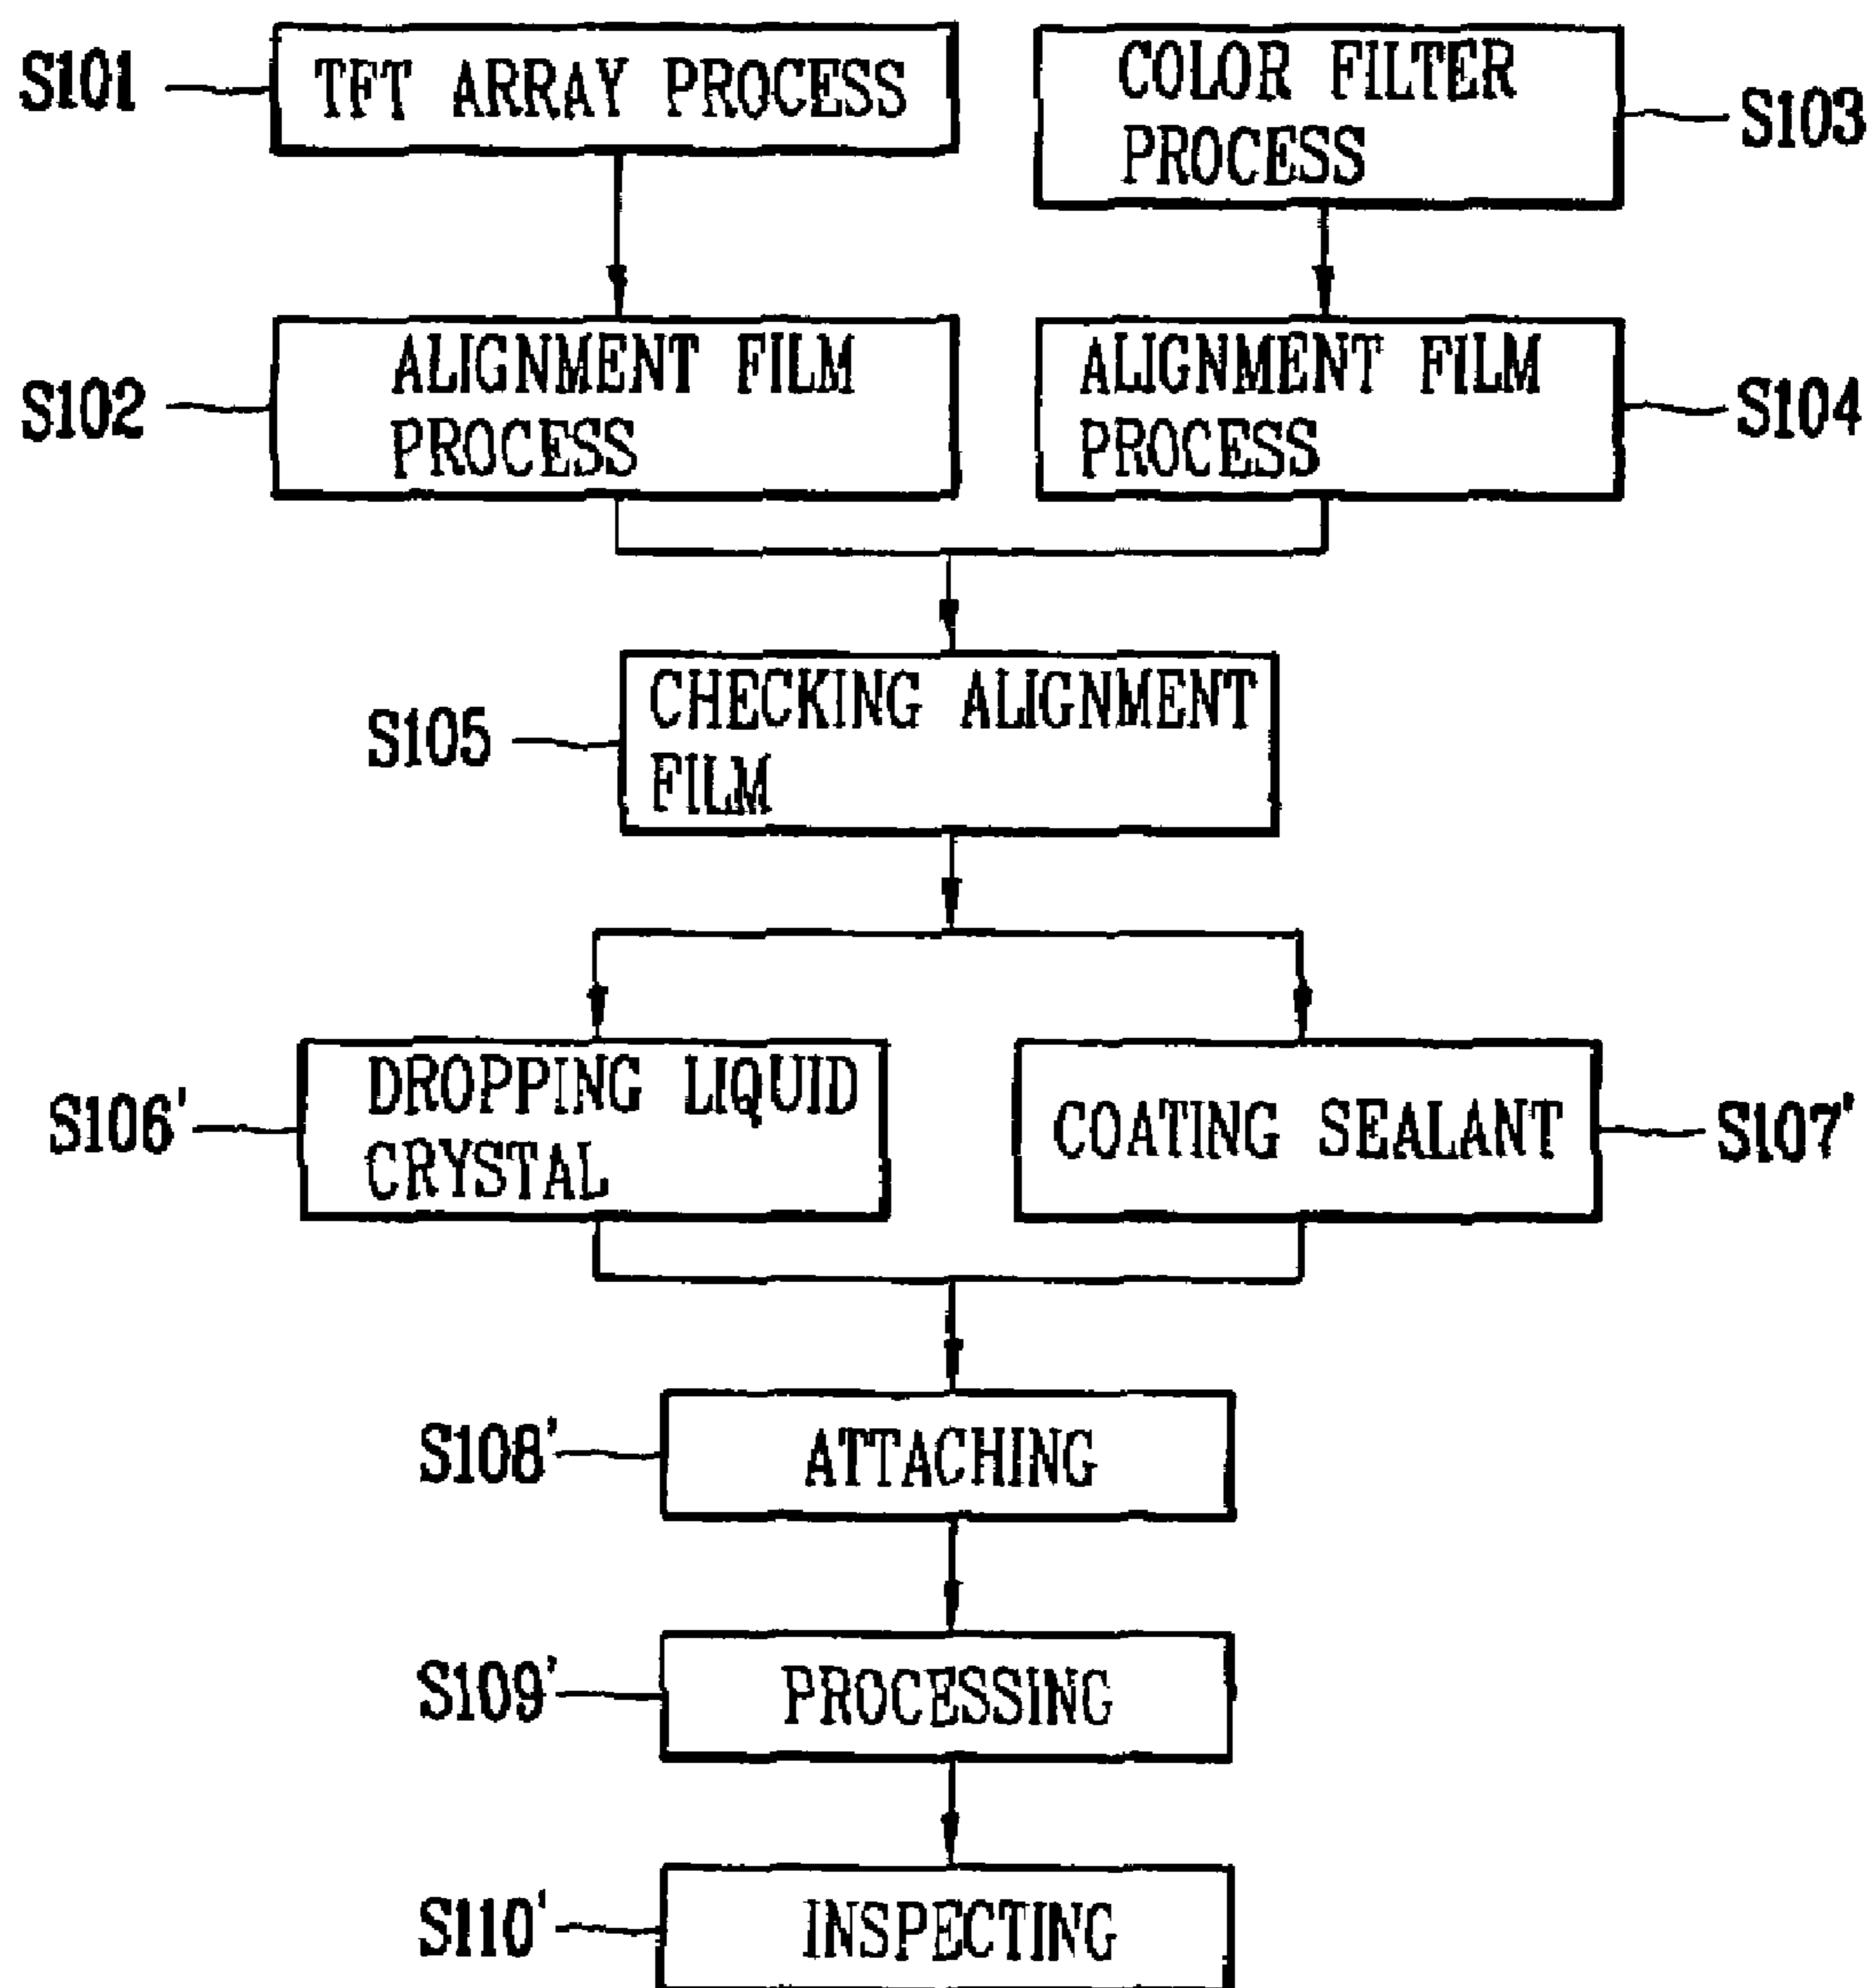 S101
TFT ARRAY PROCESS
COLOR FILTER
PROCESS
S103
S102
ALIGNMENT FILM
PROCESS
ALIGNMENT FILM
PROCESS
S104
S105
CHECKING ALIGNMENT
FILM
S106'
DROPPING LIQUID
CRYSTAL
COATING SEALANT
S107'
S108'
ATTACHING
S109'
PROCESSING
S110'
INSPECTING